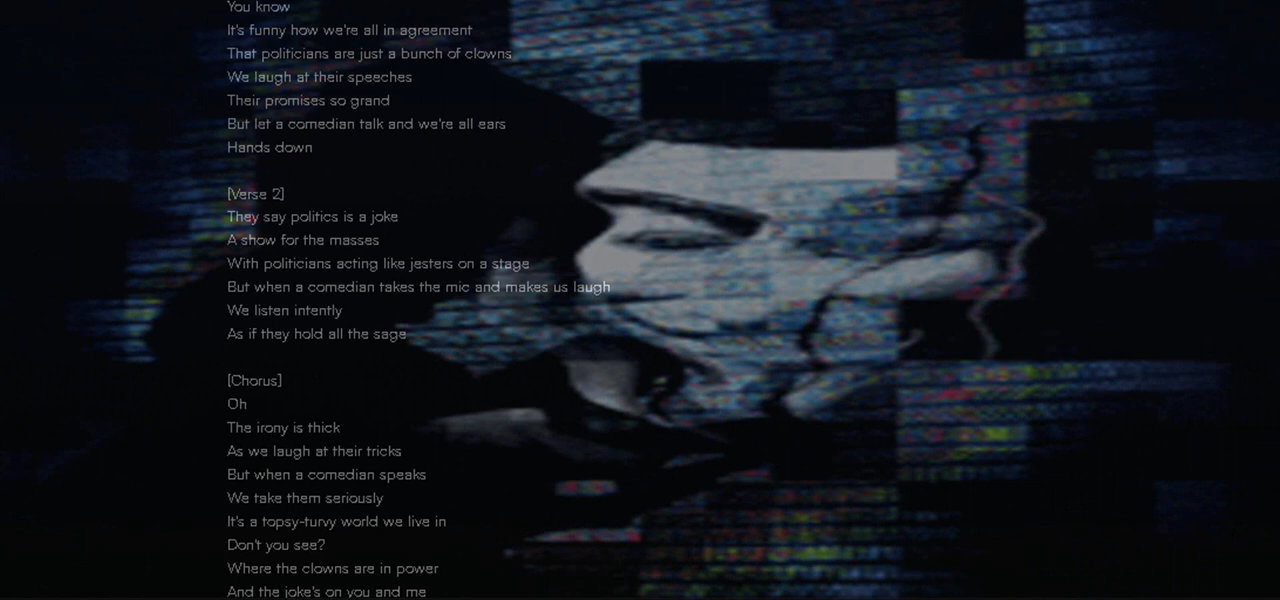 You know
It's funny how we're all in agreement
That politicians are just a bunch of clowns
We laugh at their speeches
Their promises so grand
But let a comedian talk and we're all ears
Hands down
[Verse 2]
They say politics is a joke
A show for the masses
With politicians acting like jesters on a stage
But when a comedian takes the mic and makes us laugh
We listen intently
As if they hold all the sage
[Chorus]
Oh
The irony is thick
As we laugh at their tricks
But when a comedian speaks
We take them seriously
It's a topsy-turvy world we live in
Don't you see?
Where the clowns are in power
And the joke's on you and me